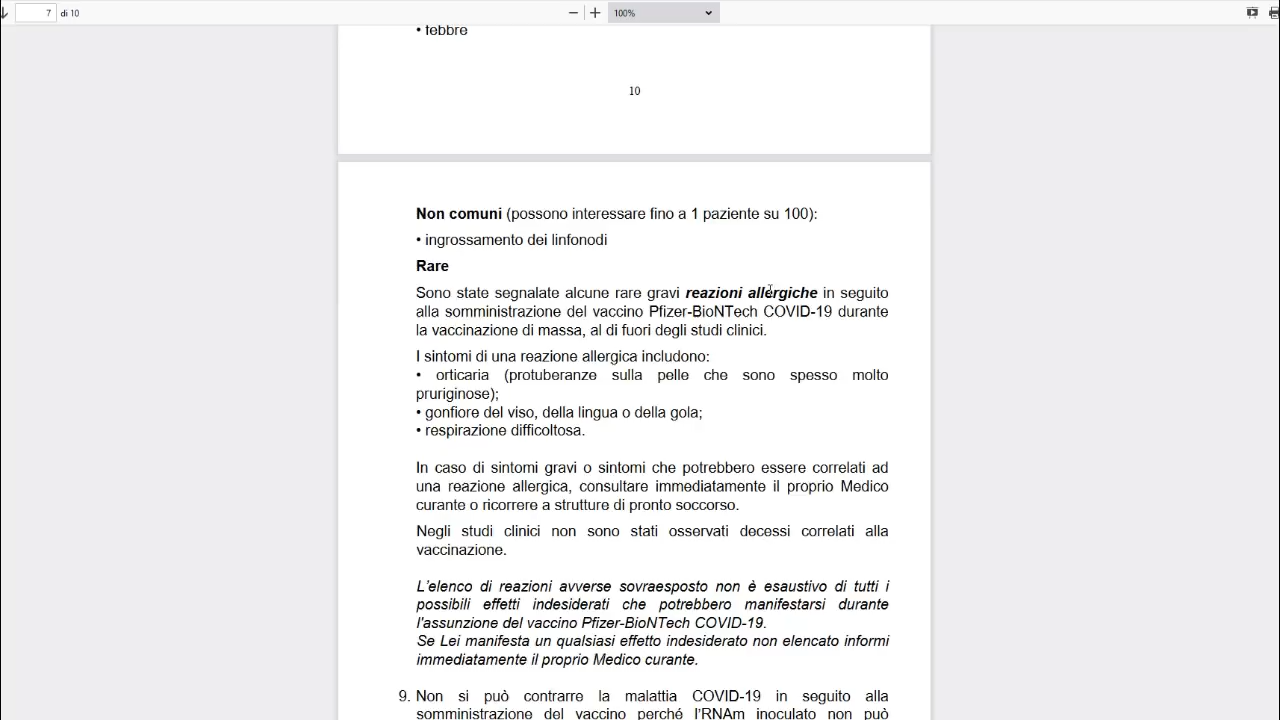 7 di 10
100%
• febbre
10
Non comuni (possono interessare fino a 1 paziente su 100):
• ingrossamento dei linfonodi
Rare
Sono state segnalate alcune rare gravi reazioni allergiche in seguito
alla somministrazione del vaccino Pfizer-BioNTech COVID-19 durante
la vaccinazione di massa, al di fuori degli studi clinici.
I sintomi di una reazione allergica includono:
• orticaria (protuberanze sulla pelle che sono spesso molto
pruriginose);
• gonfiore del viso, della lingua o della gola;
• respirazione difficoltosa.
In caso di sintomi gravi o sintomi che potrebbero essere correlati ad
una reazione allergica, consultare immediatamente il proprio Medico
curante o ricorrere a strutture di pronto soccorso.
Negli studi clinici non sono stati osservati decessi correlati alla
vaccinazione.
L'elenco di reazioni avverse sovraesposto non è esaustivo di tutti i
possibili effetti indesiderati che potrebbero manifestarsi durante
l'assunzione del vaccino Pfizer-BioNTech COVID-19.
Se Lei manifesta un qualsiasi effetto indesiderato non elencato informi
immediatamente il proprio Medico curante.
9. Non si può contrarre la malattia COVID-19 in seguito alla
somministrazione del vaccino perché l'RNAm inoculato non può